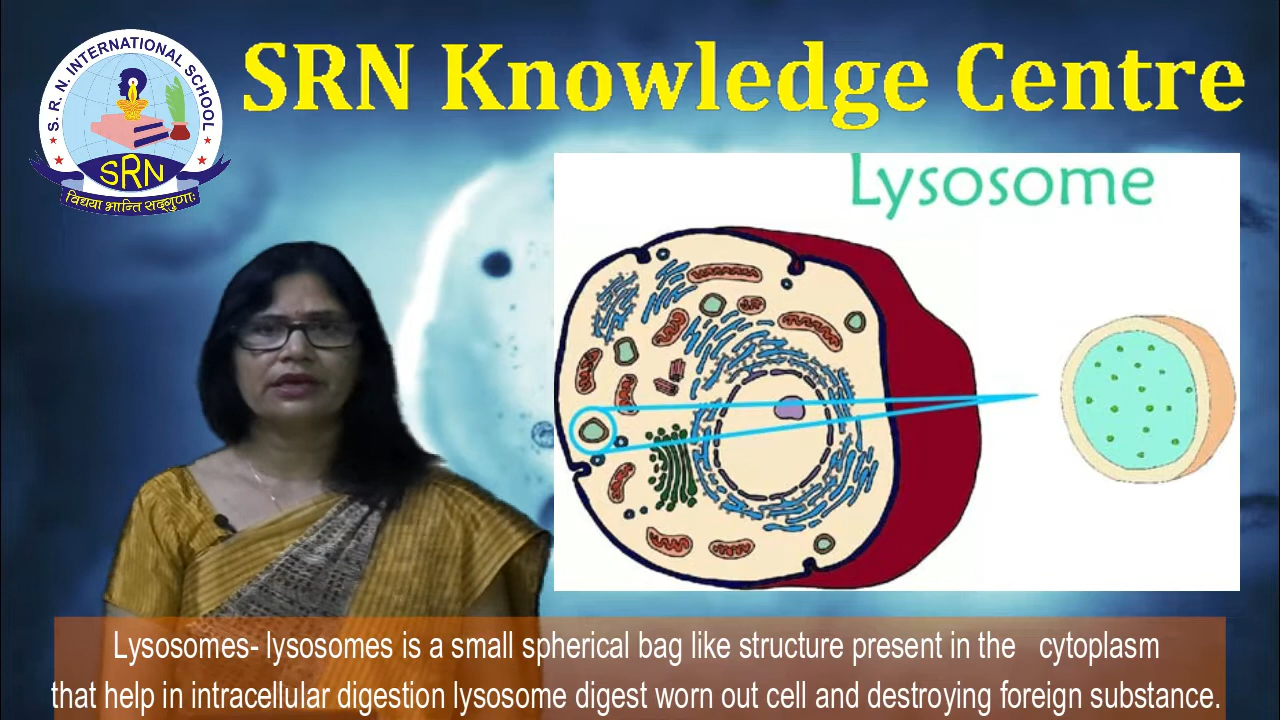 S. R. N. INTERNATIONAL SCHOOL
SRN
विद्यया भान्ति सद्गुणाः
SRN Knowledge Centre
Lysosome
Lysosomes- lysosomes is a small spherical bag like structure present in the cytoplasm
that help in intracellular digestion lysosome digest worn out cell and destroying foreign substance.